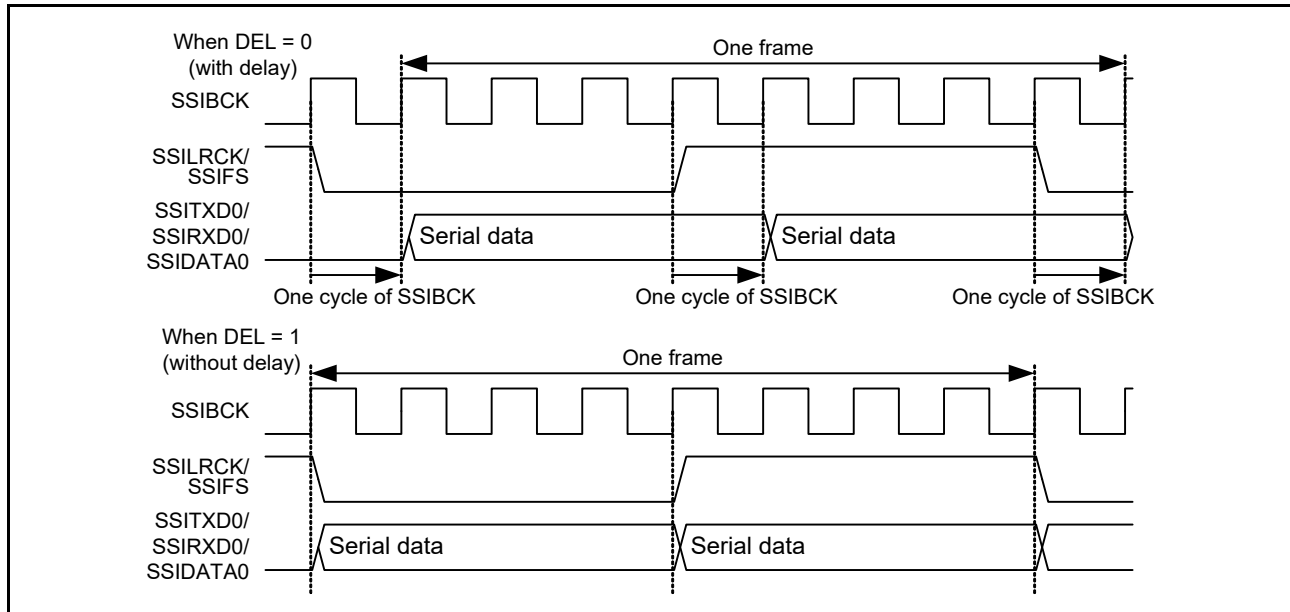 When DEL = 0
(with delay)
One frame
SSIBCK
SSILRCK/
SSIFS
SSITXD0/
SSIRXD0/
SSIDATA0
Serial data
Serial data
One cycle of SSIBCK
One cycle of SSIBCK
One cycle of SSIBCK
When DEL = 1
(without delay)
One frame
SSIBCK
SSILRCK/
SSIFS
SSITXD0/
SSIRXD0/
SSIDATA0
Serial data
Serial data